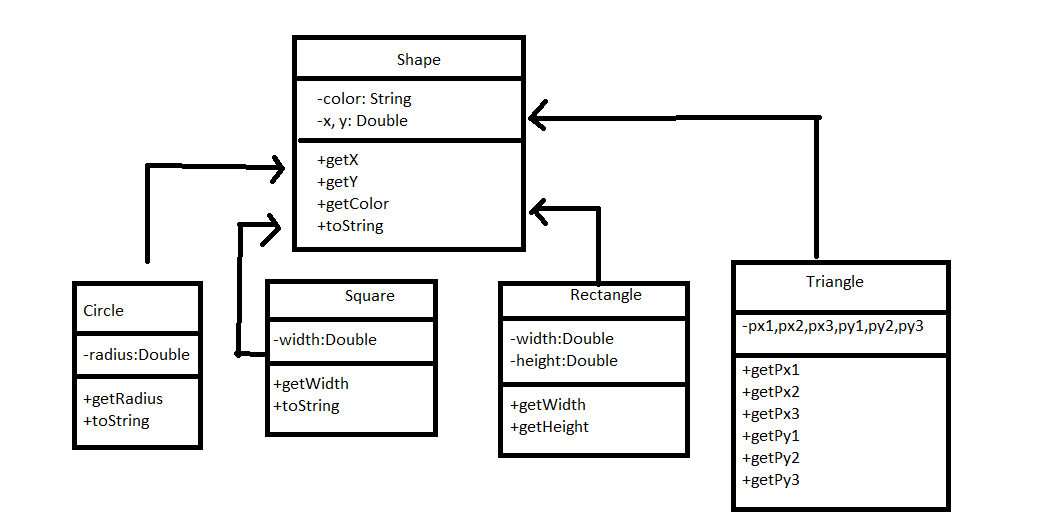 Shape
-color: String
-x, y: Double
+getX
+getY
+getColor
+toString
Circle
-radius:Double
+getRadius
+toString
Square
-width:Double
+getWidth
+toString
Rectangle
-width:Double
-height:Double
+getWidth
+getHeight
Triangle
-px1,px2,px3,py1,py2,py3
+getPx1
+getPx2
+getPx3
+getPy1
+getPy2
+getPy3